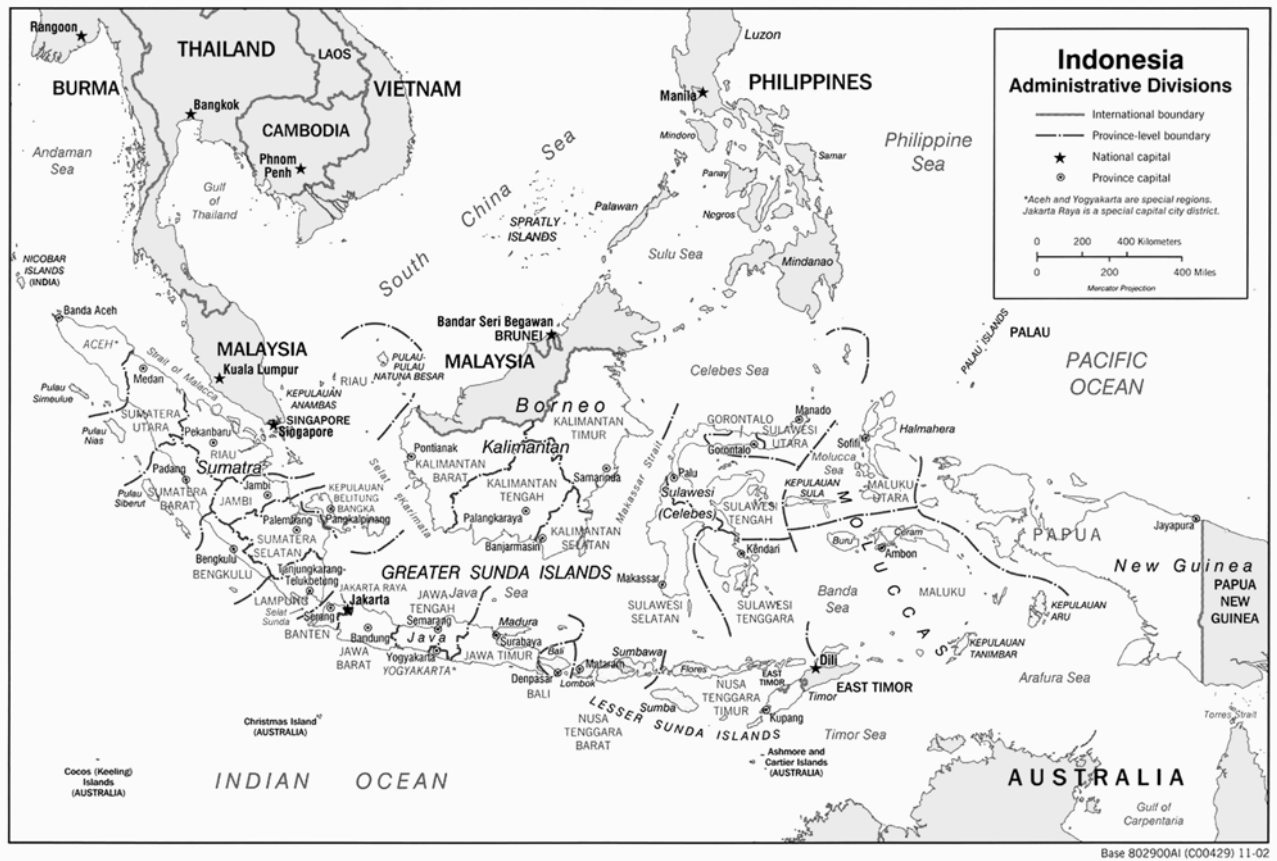 Indonesia
Administrative Divisions
International boundary
Province-level boundary
National capital
Province capital
*Aceh and Yogyakarta are special regions.
Jakarta Raya is a special capital city district.
0 200 400 Kilometers
0 200 400 Miles
Mercator Projection
Rangoon
BURMA
THAILAND
LAOS
VIETNAM
Bangkok
CAMBODIA
Phnom
Penh
Andaman
Sea
Gulf
of
Thailand
South China Sea
SPRATLY
ISLANDS
Luzon
PHILIPPINES
Manila
Mindoro
Samar
Panay
Palawan
Negros
Sulu Sea
Mindanao
Philippine
Sea
NICOBAR
ISLANDS
(INDIA)
Banda Aceh
ACEH*
Strait of Malacca
Medan
MALAYSIA
Kuala Lumpur
Pulau
Simeulue
SUMATERA
UTARA
Pulau
Nias
Pekanbaru
RIAU
SINGAPORE
Singapore
KEPULAUAN
ANAMBAS
RIAU
PULAU-
PULAU
NATUNA BESAR
Bandar Seri Begawan
BRUNEI
MALAYSIA
Borneo
KALIMANTAN
TIMUR
Kalimantan
Pontianak
KALIMANTAN
BARAT
KALIMANTAN
TENGAH
Samarinda
Palangkaraya
Banjarmasin
KALIMANTAN
SELATAN
Selat Karimata
Makassar Strait
Celebes Sea
PALAU ISLANDS
PALAU
PACIFIC
OCEAN
Padang
Sumatra
SUMATERA
BARAT
Pulau
Siberut
Jambi
JAMBI
KEPULAUAN
BELITUNG
BANGKA
Palembang
Pangkalpinang
SUMATERA
SELATAN
Bengkulu
BENGKULU
Tanjungkarang-
Telukbetung
LAMPUNG
Selat
Sunda
Serang
BANTEN
JAKARTA RAYA
Jakarta
Bandung
JAWA
BARAT
GREATER SUNDA ISLANDS
JAWA
TENGAH
Java Sea
Semarang
Java
Yogyakarta
YOGYAKARTA*
Madura
Surabaya
JAWA TIMUR
Bali
Denpasar
BALI
Mataram
Lombok
Sumbawa
Sumba
NUSA
TENGGARA
BARAT
LESSER SUNDA ISLANDS
Flores
NUSA
TENGGARA
TIMUR
EAST
TIMOR
Dili
EAST TIMOR
Timor
Kupang
Timor Sea
Ashmore and
Cartier Islands
(AUSTRALIA)
GORONTALO
Gorontalo
Manado
SULAWESI
UTARA
Palu
Sulawesi
(Celebes)
SULAWESI
TENGAH
Kendari
Makassar
SULAWESI
SELATAN
SULAWESI
TENGGARA
Sofifi
Halmahera
Molucca
Sea
KEPULAUAN
SULA
MALUKU
UTARA
MOLUCCAS
Buru
Ceram
Ambon
Banda
Sea
MALUKU
PAPUA
Jayapura
New Guinea
PAPUA
NEW
GUINEA
KEPULAUAN
ARU
KEPULAUAN
TANIMBAR
Arafura Sea
Torres Strait
Christmas Island
(AUSTRALIA)
Cocos (Keeling)
Islands
(AUSTRALIA)
INDIAN OCEAN
AUSTRALIA
Gulf of
Carpentaria
Base 802900AI (C00429) 11-02